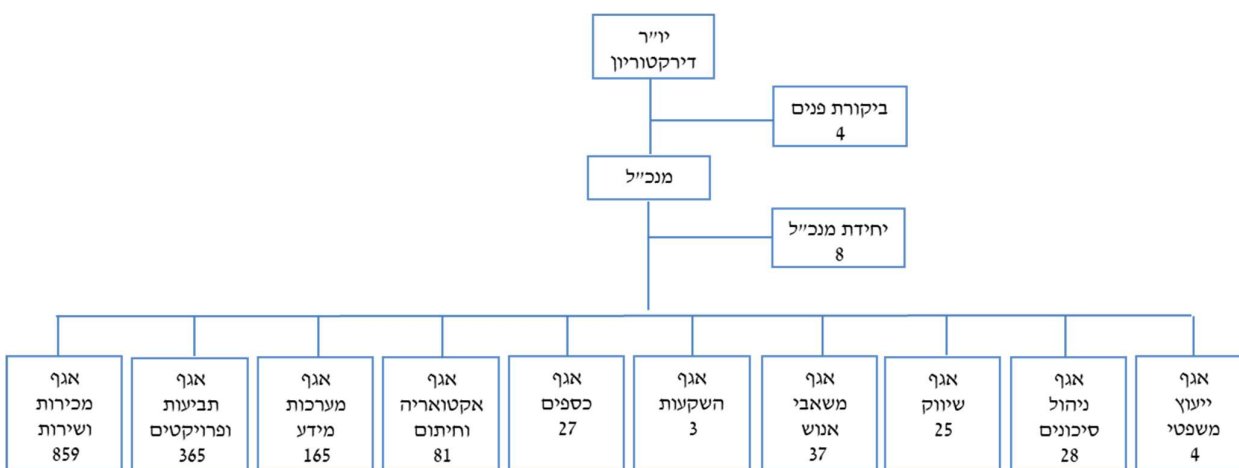 יו"ר
דירקטוריון
ביקורת פנים
4
מנכ"ל
יחידת מנכ"ל
8
אגף
ייעוץ
משפטי
4
אגף
ניהול
סיכונים
28
אגף
שיווק
25
אגף
משאבי
אנוש
37
אגף
השקעות
3
אגף
כספים
27
אגף
אקטואריה
וחיתום
81
אגף
מערכות
מידע
165
אגף
תביעות
ופרויקטים
365
אגף
מכירות
ושירות
859